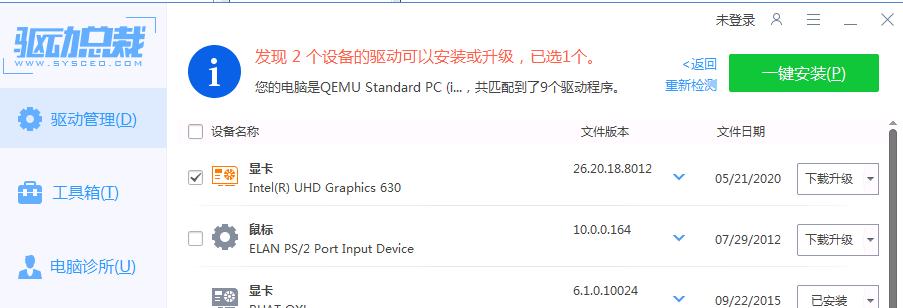 未登录
驱动总裁
WWW.SYSCEO.COM
发现 2 个设备的驱动可以安装或升级，已选1个。
您的电脑是QEMU Standard PC (i...，共匹配到了9个驱动程序。
<返回
重新检测
一键安装(P)
驱动管理(D)
工具箱(T)
电脑诊所(U)
设备名称 文件版本 文件日期
显卡
Intel(R) UHD Graphics 630
26.20.18.8012
05/21/2020
下载升级
鼠标
ELAN PS/2 Port Input Device
10.0.0.164
07/29/2012
下载升级
显卡
6.1.0.10024
09/22/2015
已安装